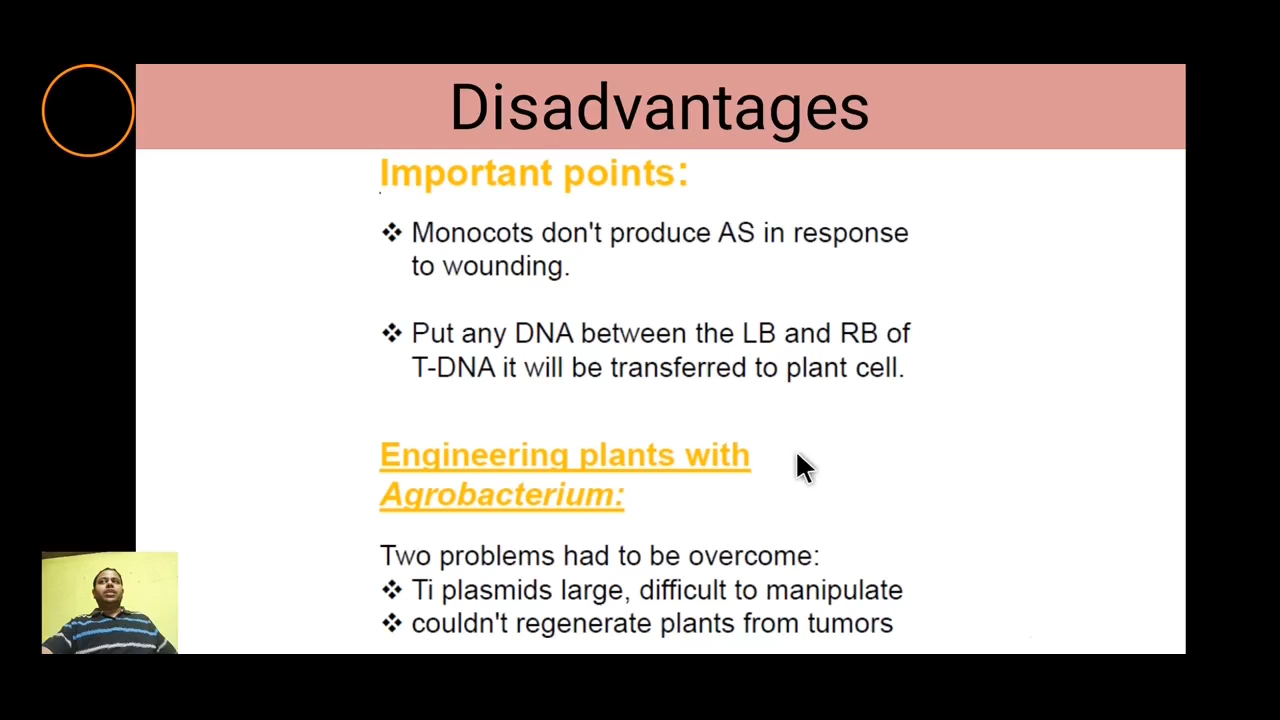 Disadvantages
Important points:
❖ Monocots don't produce AS in response
to wounding.
❖ Put any DNA between the LB and RB of
T-DNA it will be transferred to plant cell.
Engineering plants with
Agrobacterium:
Two problems had to be overcome:
❖ Ti plasmids large, difficult to manipulate
❖ couldn't regenerate plants from tumors